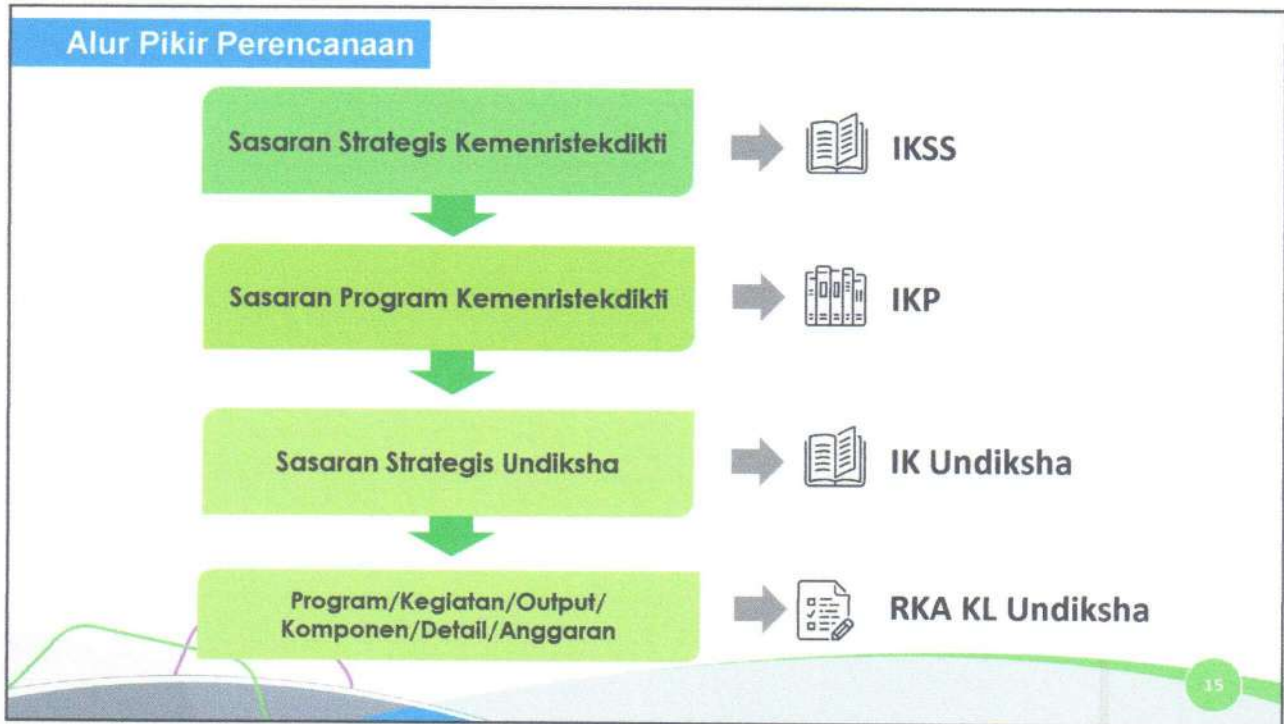 Alur Pikir Perencanaan
Sasaran Strategis Kemenristekdikti
IKSS
Sasaran Program Kemenristekdikti
IKP
Sasaran Strategis Undiksha
IK Undiksha
Program/Kegiatan/Output/
Komponen/Detail/Anggaran
RKA KL Undiksha
15